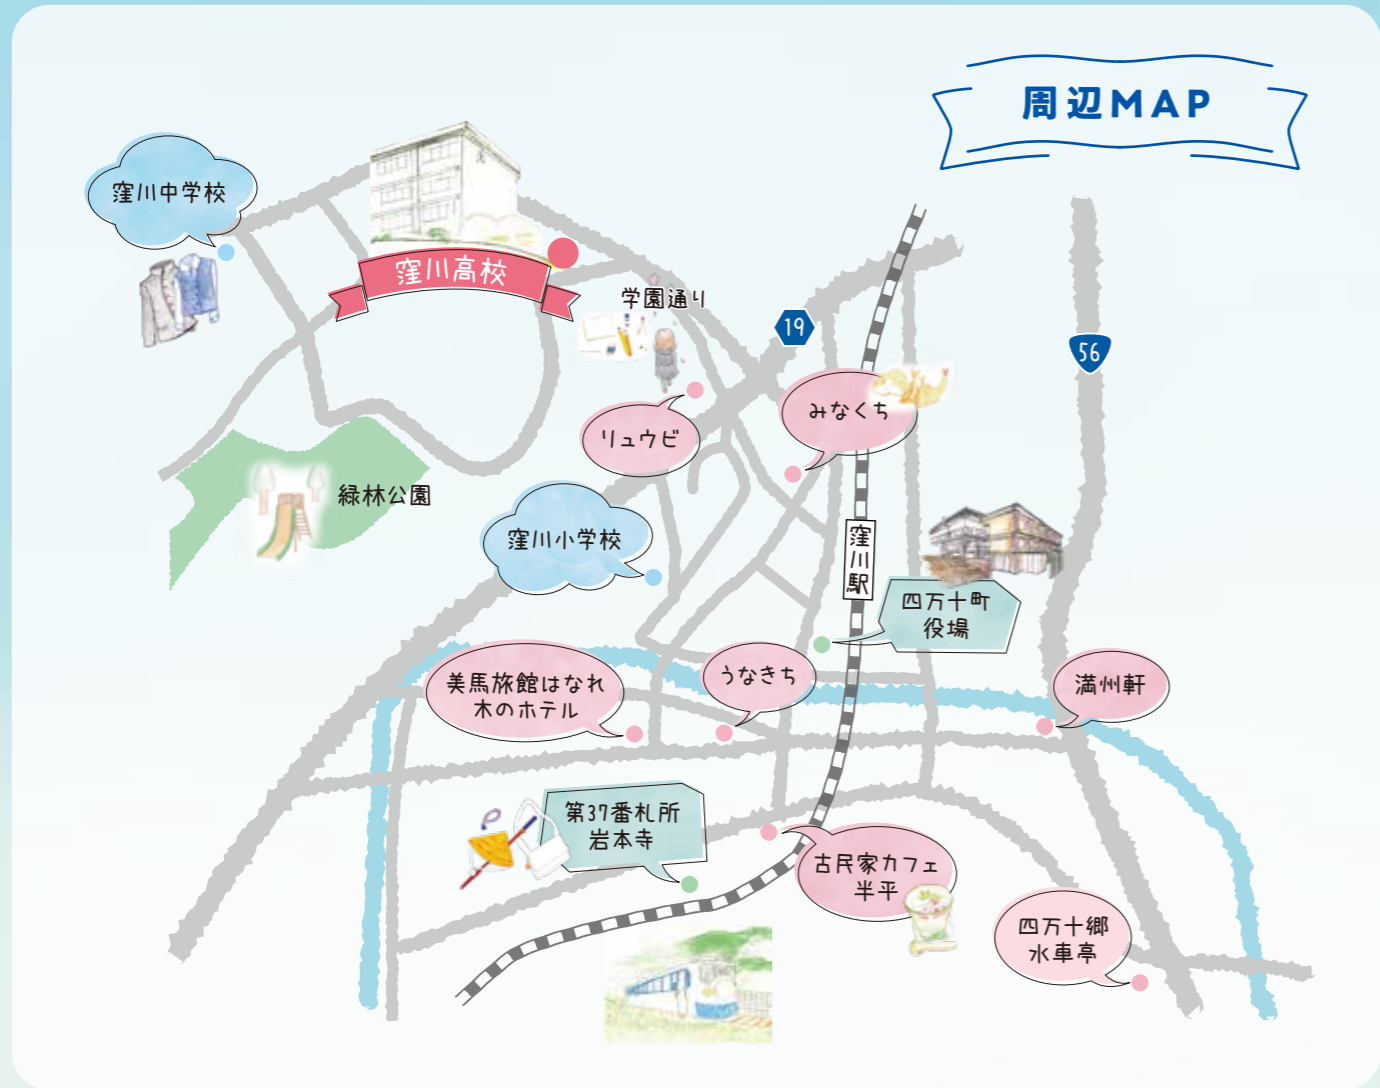 周辺MAP
窪川中学校
窪川高校
学園通り
19
56
みなくち
リュウビ
緑林公園
窪川小学校
窪川駅
四万十町
役場
美馬旅館はなれ
木のホテル
うなきち
満州軒
第37番札所
岩本寺
古民家カフェ
半平
四万十郷
水車亭